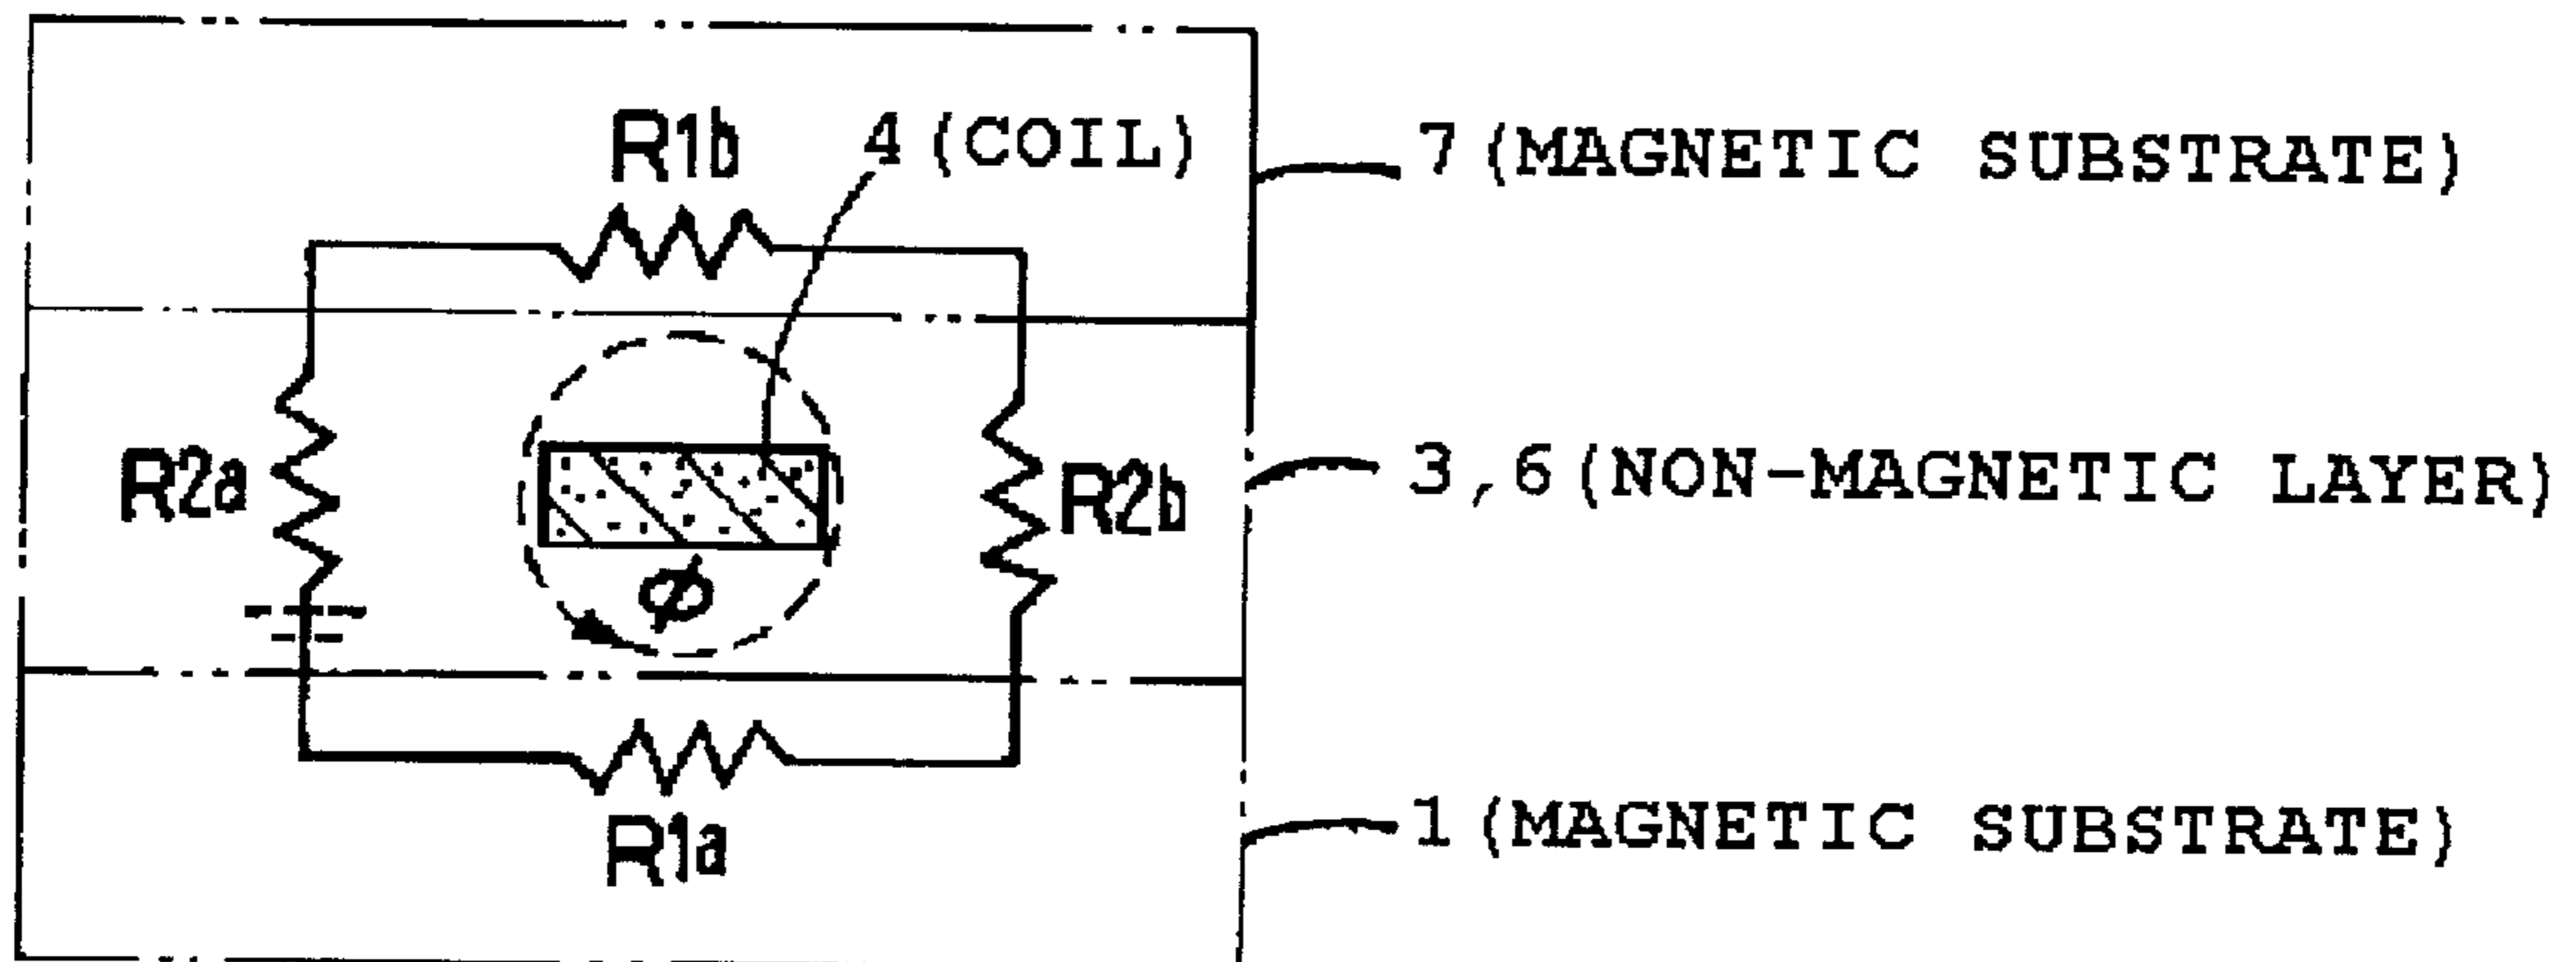 R1b
4 (COIL)
7 (MAGNETIC SUBSTRATE)
R2a
R2b
3,6 (NON-MAGNETIC LAYER)
ϕ
R1a
1 (MAGNETIC SUBSTRATE)